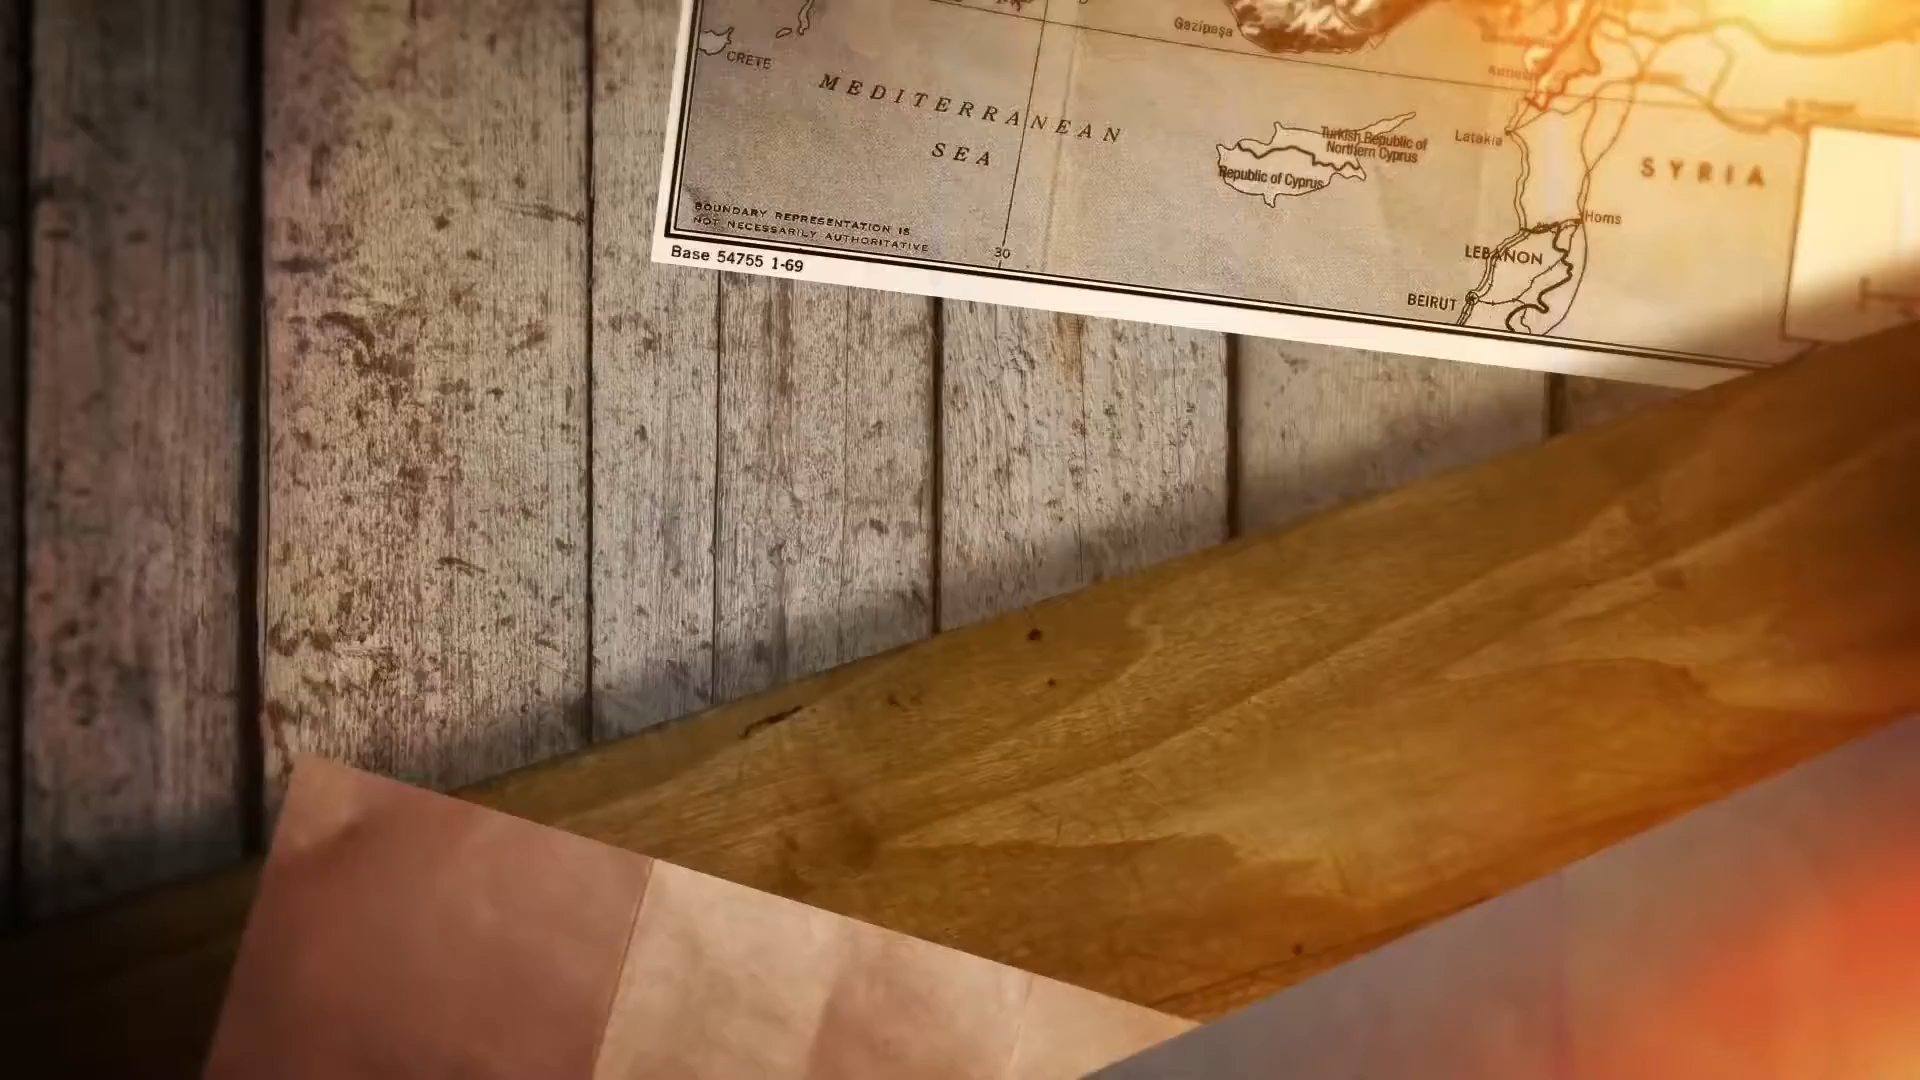 Gazipaşa
CRETE
MEDITERRANEAN
SEA
Turkish Republic of
Northern Cyprus
Republic of Cyprus
Latakia
SYRIA
Homs
LEBANON
BEIRUT
BOUNDARY REPRESENTATION IS
NOT NECESSARILY AUTHORITATIVE
30
Base 54755 1-69